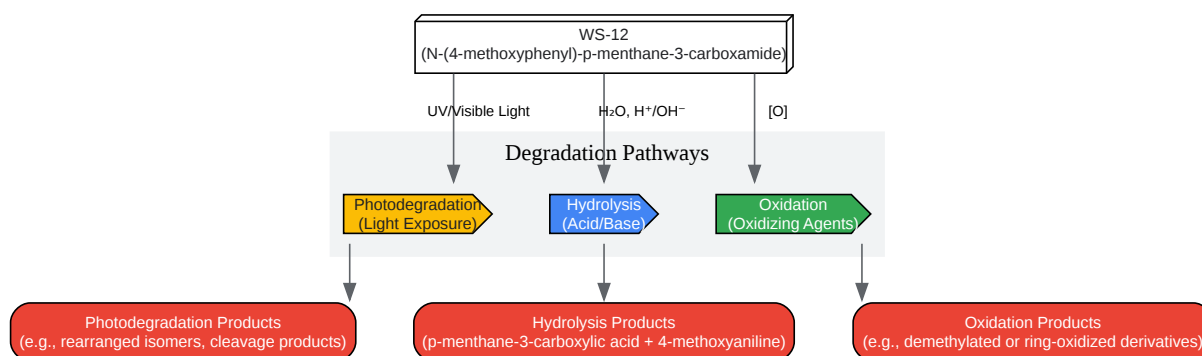 WS-12
(N-(4-methoxyphenyl)-p-menthane-3-carboxamide)
UV/Visible Light
H₂O, H⁺/OH⁻
[O]
Degradation Pathways
Photodegradation
(Light Exposure)
Hydrolysis
(Acid/Base)
Oxidation
(Oxidizing Agents)
Photodegradation Products
(e.g., rearranged isomers, cleavage products)
Hydrolysis Products
(p-menthane-3-carboxylic acid + 4-methoxyaniline)
Oxidation Products
(e.g., demethylated or ring-oxidized derivatives)